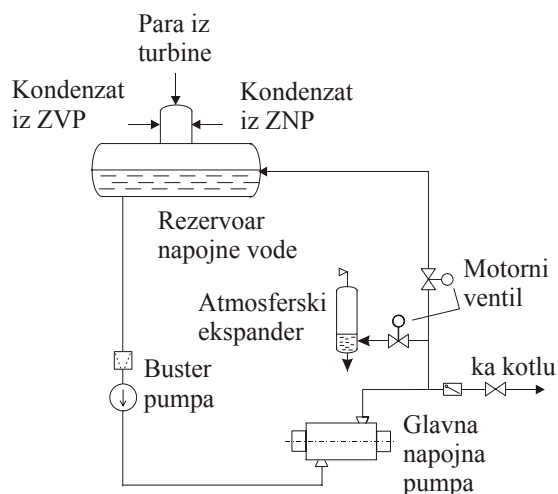 Para iz
turbine
Kondenzat
iz ZVP
Kondenzat
iz ZNP
Rezervoar
napojne vode
Motorni
ventil
Atmosferski
ekspander
ka kotlu
Buster
pumpa
Glavna
napojna
pumpa